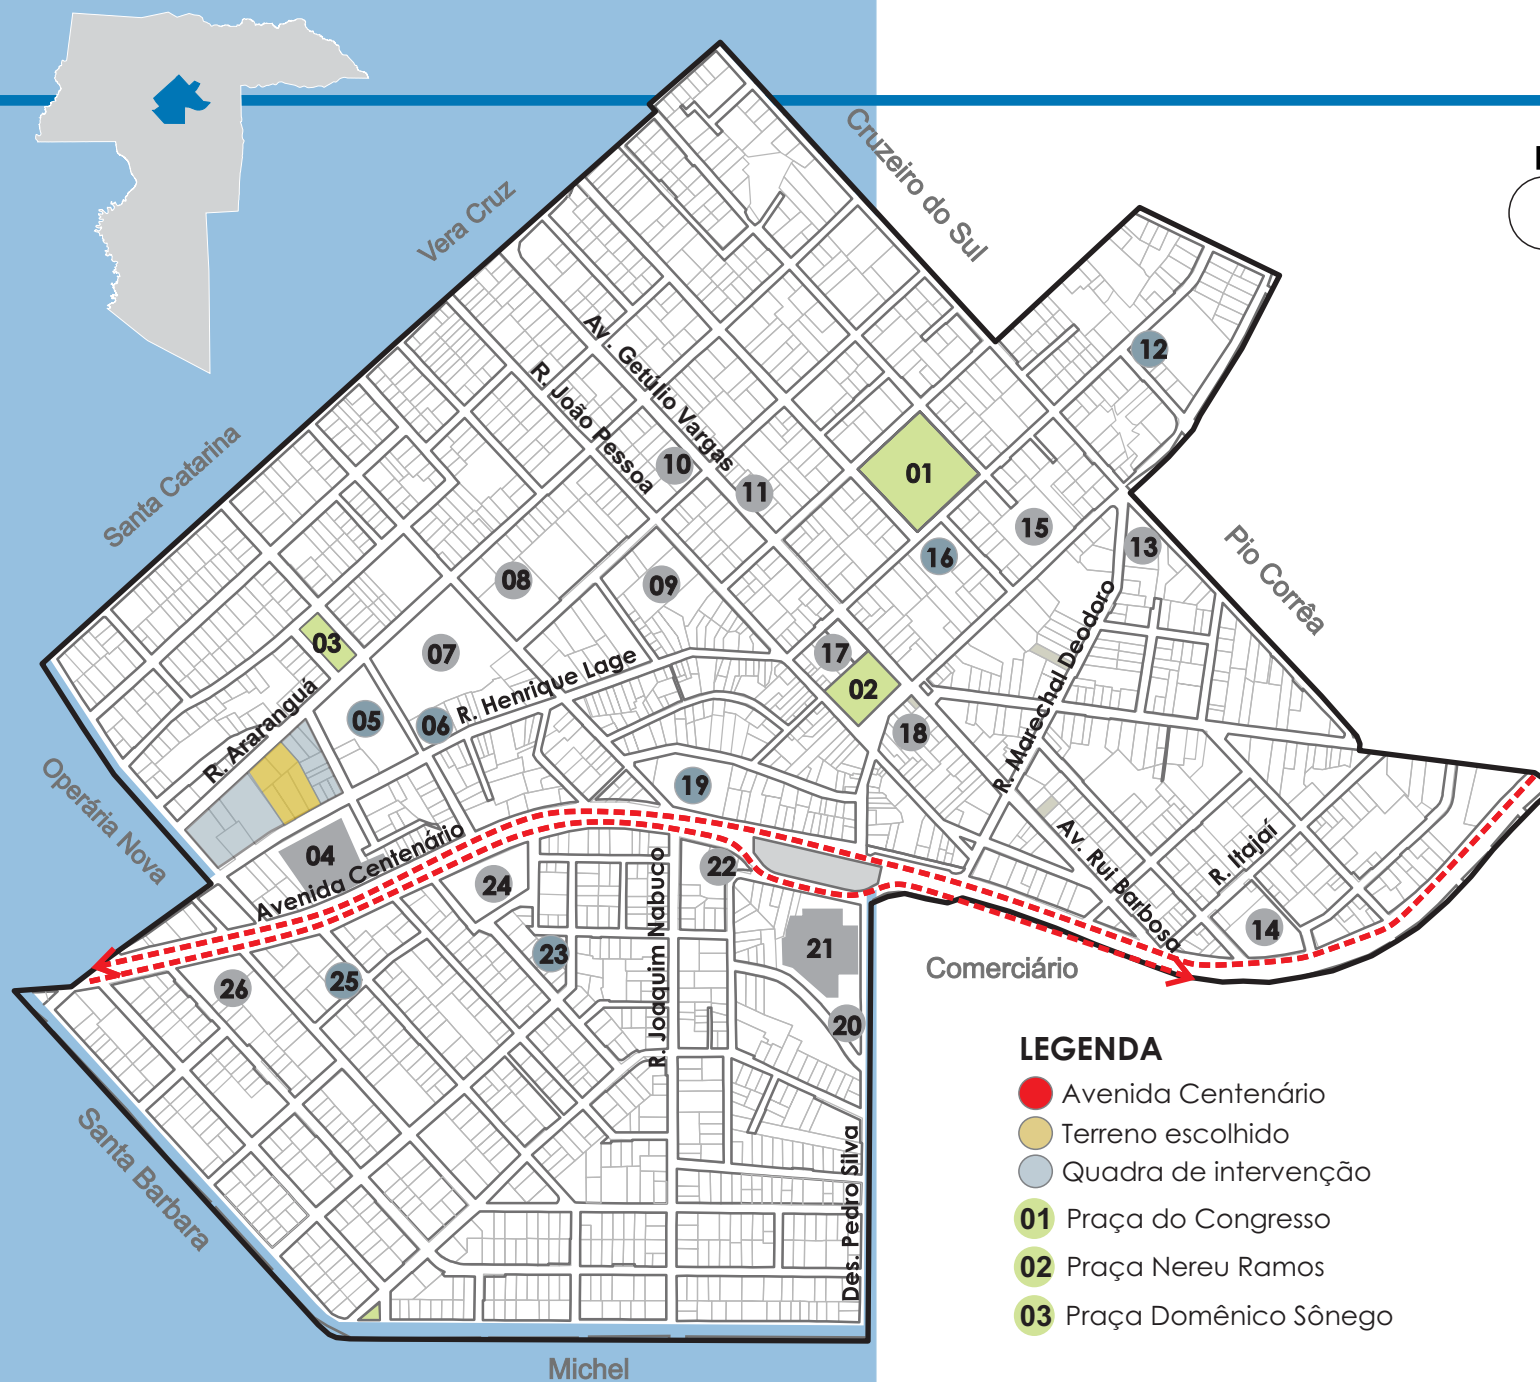 Cruzeiro do Sul
Vera Cruz
12
Av. Getúlio Vargas
R. João Pessoa
Santa Catarina
10
11
01
15
16
13
Pio Corrêa
08
09
03
07
17
02
R. Henrique Lage
R. Marechal Deodoro
R. Araranguá
05
06
18
Operária Nova
19
04
Avenida Centenário
24
22
R. Joaquim Nabuco
Av. Rui Barbosa
R. Itajaí
14
21
23
25
26
Comerciário
20
Santa Barbara
Des. Pedro Silva
Michel
LEGENDA
Avenida Centenário
Terreno escolhido
Quadra de intervenção
01 Praça do Congresso
02 Praça Nereu Ramos
03 Praça Domênico Sônego